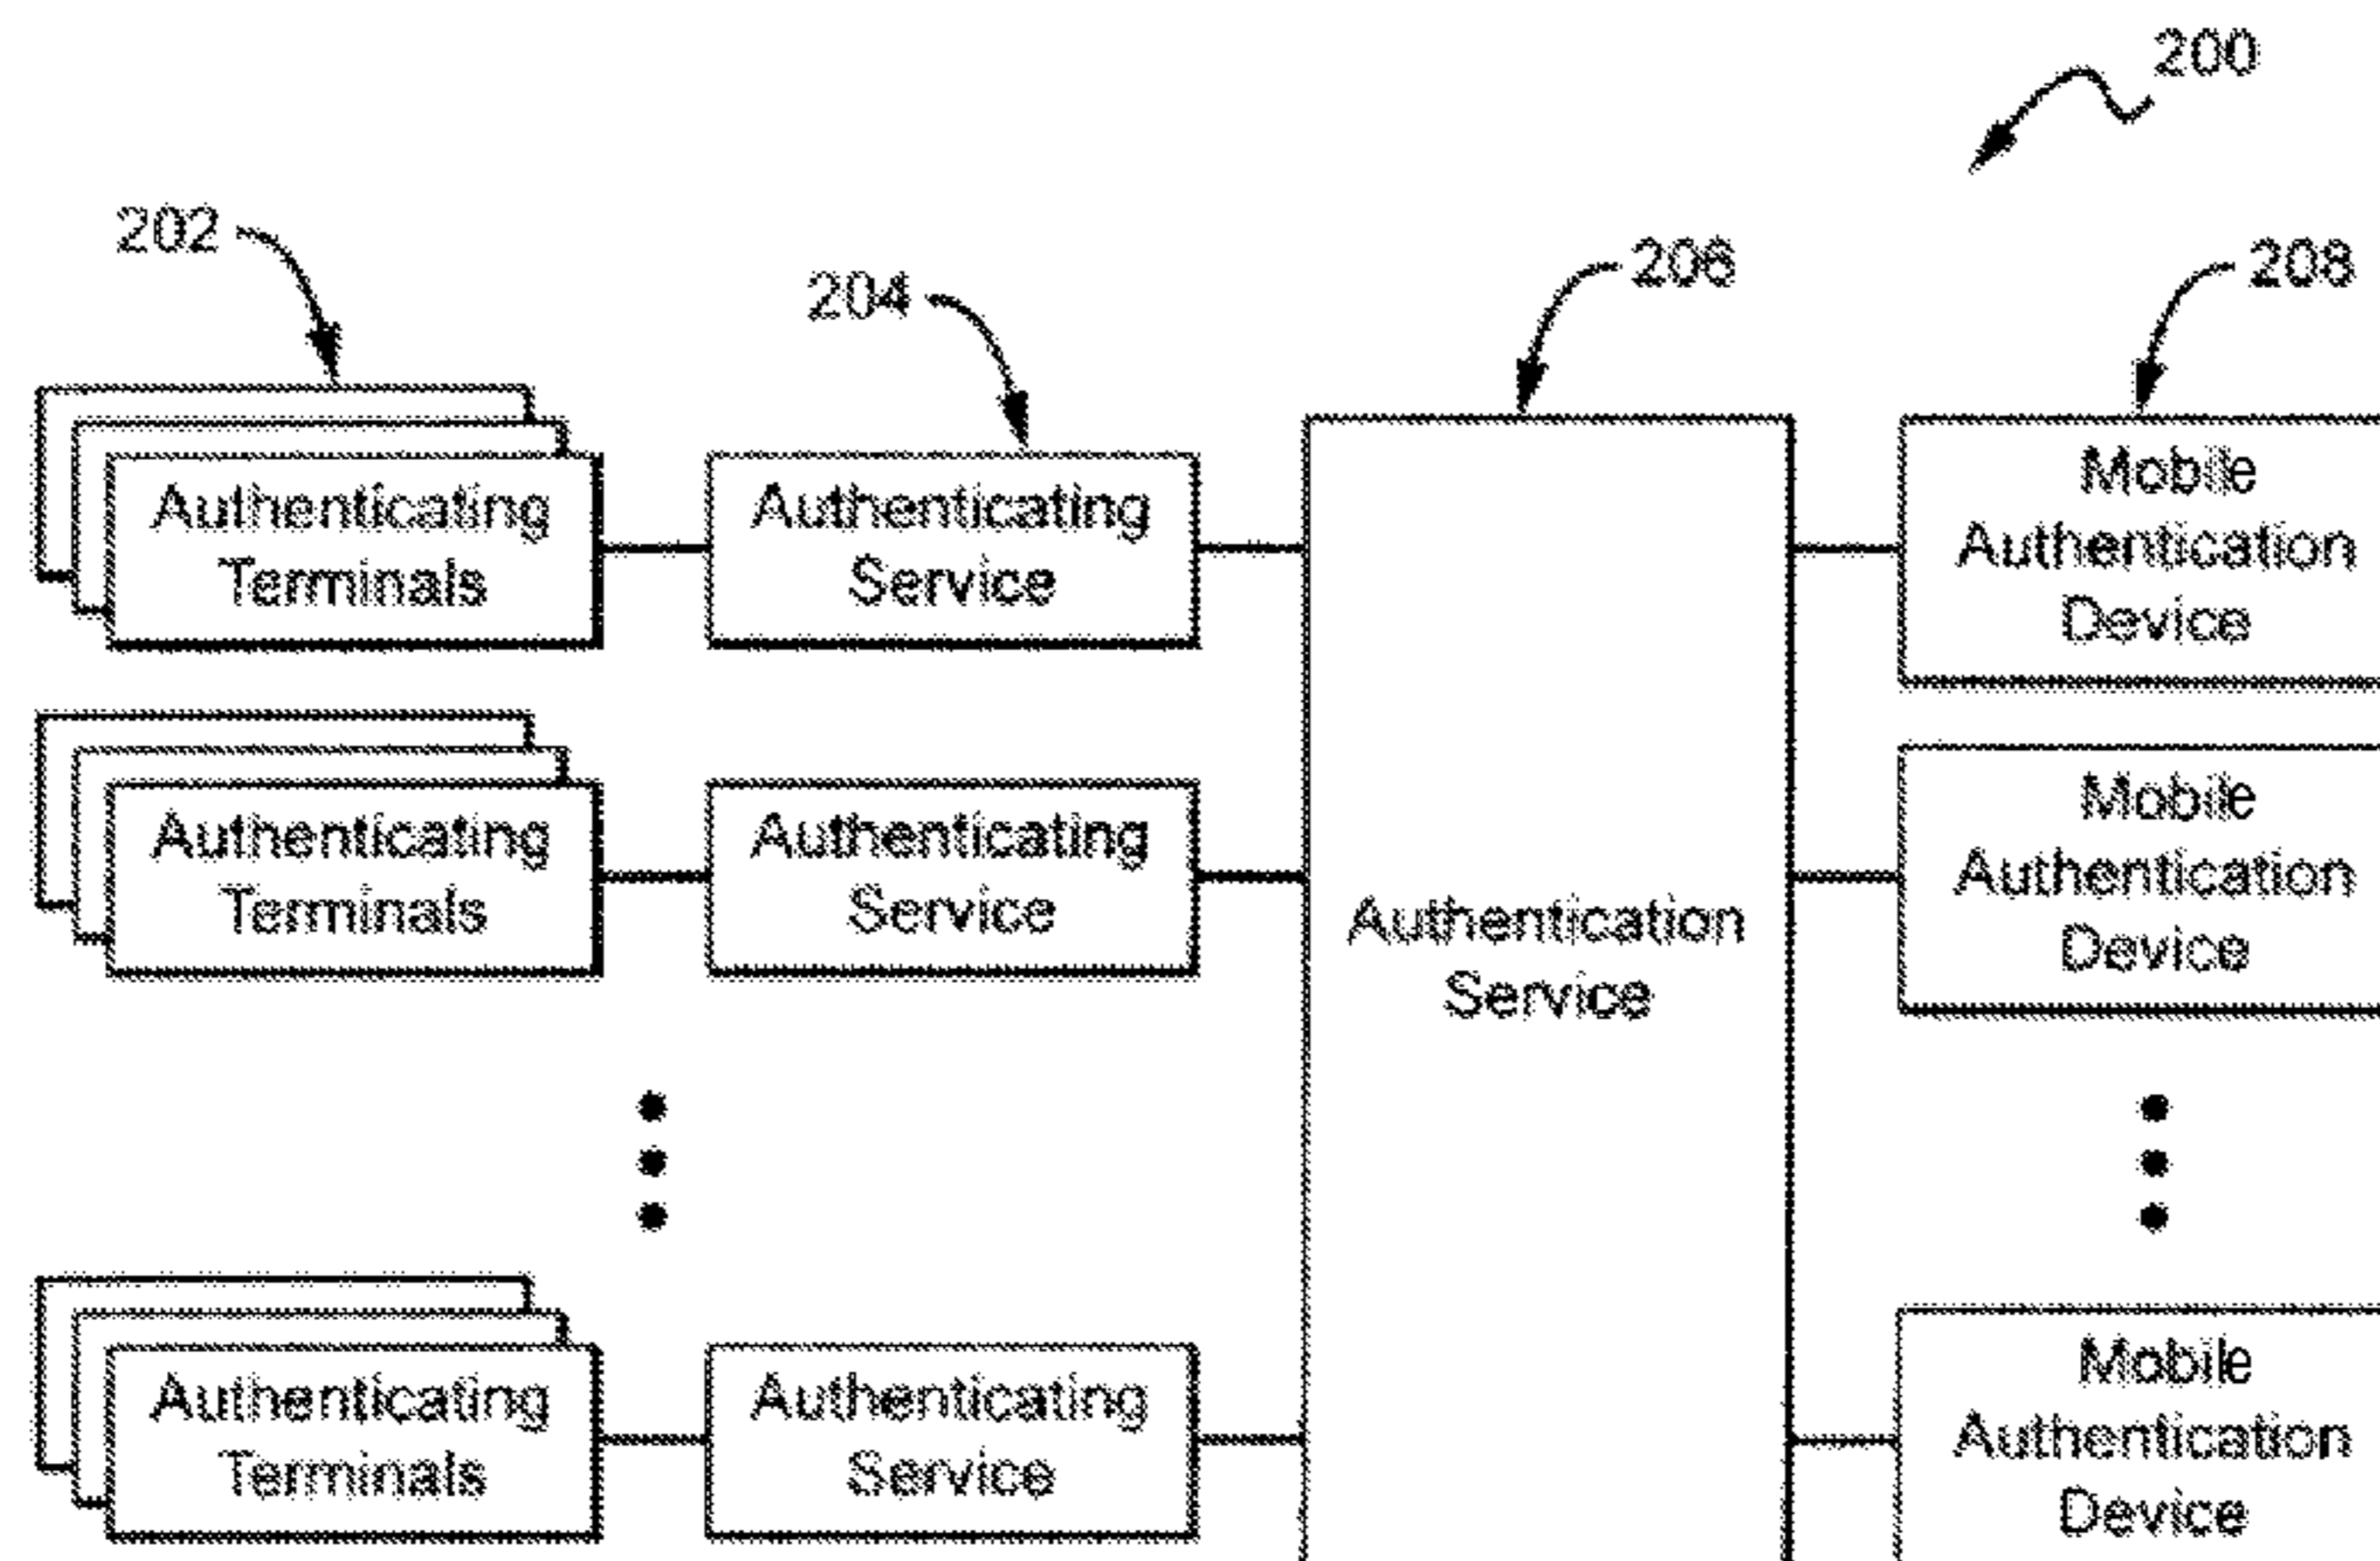 200
202
204
206
208
Authenticating
Terminals
Authenticating
Service
Mobile
Authentication
Device
Authenticating
Terminals
Authenticating
Service
Authentication
Service
Mobile
Authentication
Device
Authenticating
Terminals
Authenticating
Service
Mobile
Authentication
Device